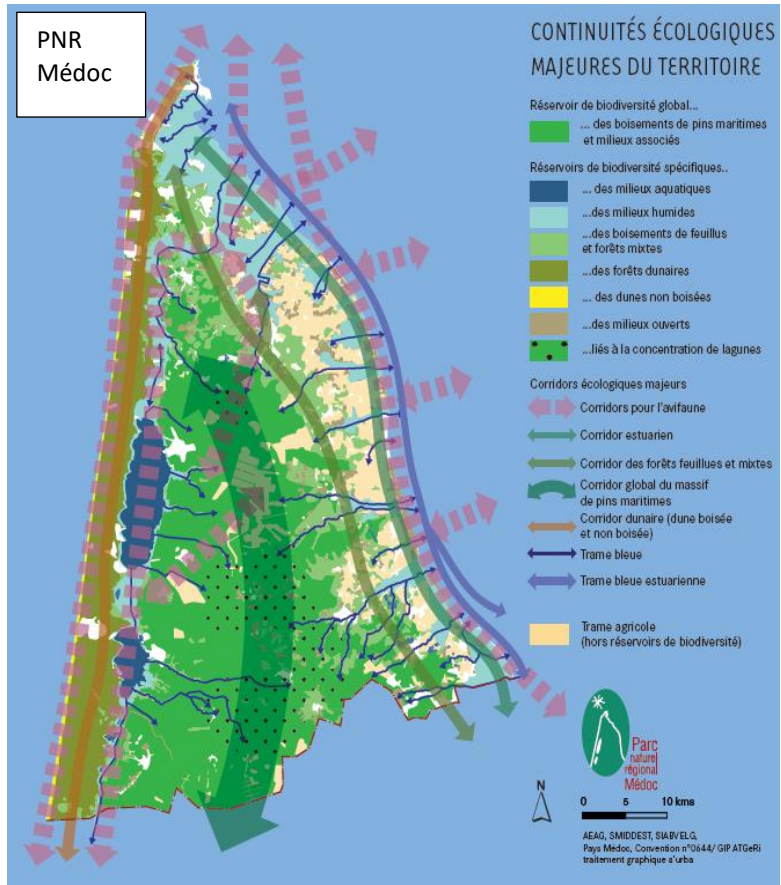 PNR
Médoc
CONTINUITÉS ÉCOLOGIQUES
MAJEURES DU TERRITOIRE
Réservoir de biodiversité global...
... des boisements de pins maritimes
et milieux associés
Réservoirs de biodiversité spécifiques..
... des milieux aquatiques
...des milieux humides
...des boisements de feuillus
et forêts mixtes
...des forêts dunaires
... des dunes non boisées
...des milieux ouverts
...liés à la concentration de lagunes
Corridors écologiques majeurs
Corridors pour l'avifaune
Corridor estuarien
Corridor des forêts feuillues et mixtes
Corridor global du massif
de pins maritimes
Corridor dunaire (dune boisée
et non boisée)
Trame bleue
Trame bleue estuarienne
Trame agricole
(hors réservoirs de biodiversité)
Parc
naturel
régional
Médoc
N
0 5 10 kms
AEAG, SMIDDEST, SIABVELG,
Pays Médoc, Convention n°0644/ GIP ATGeRi
traitement graphique a'urba